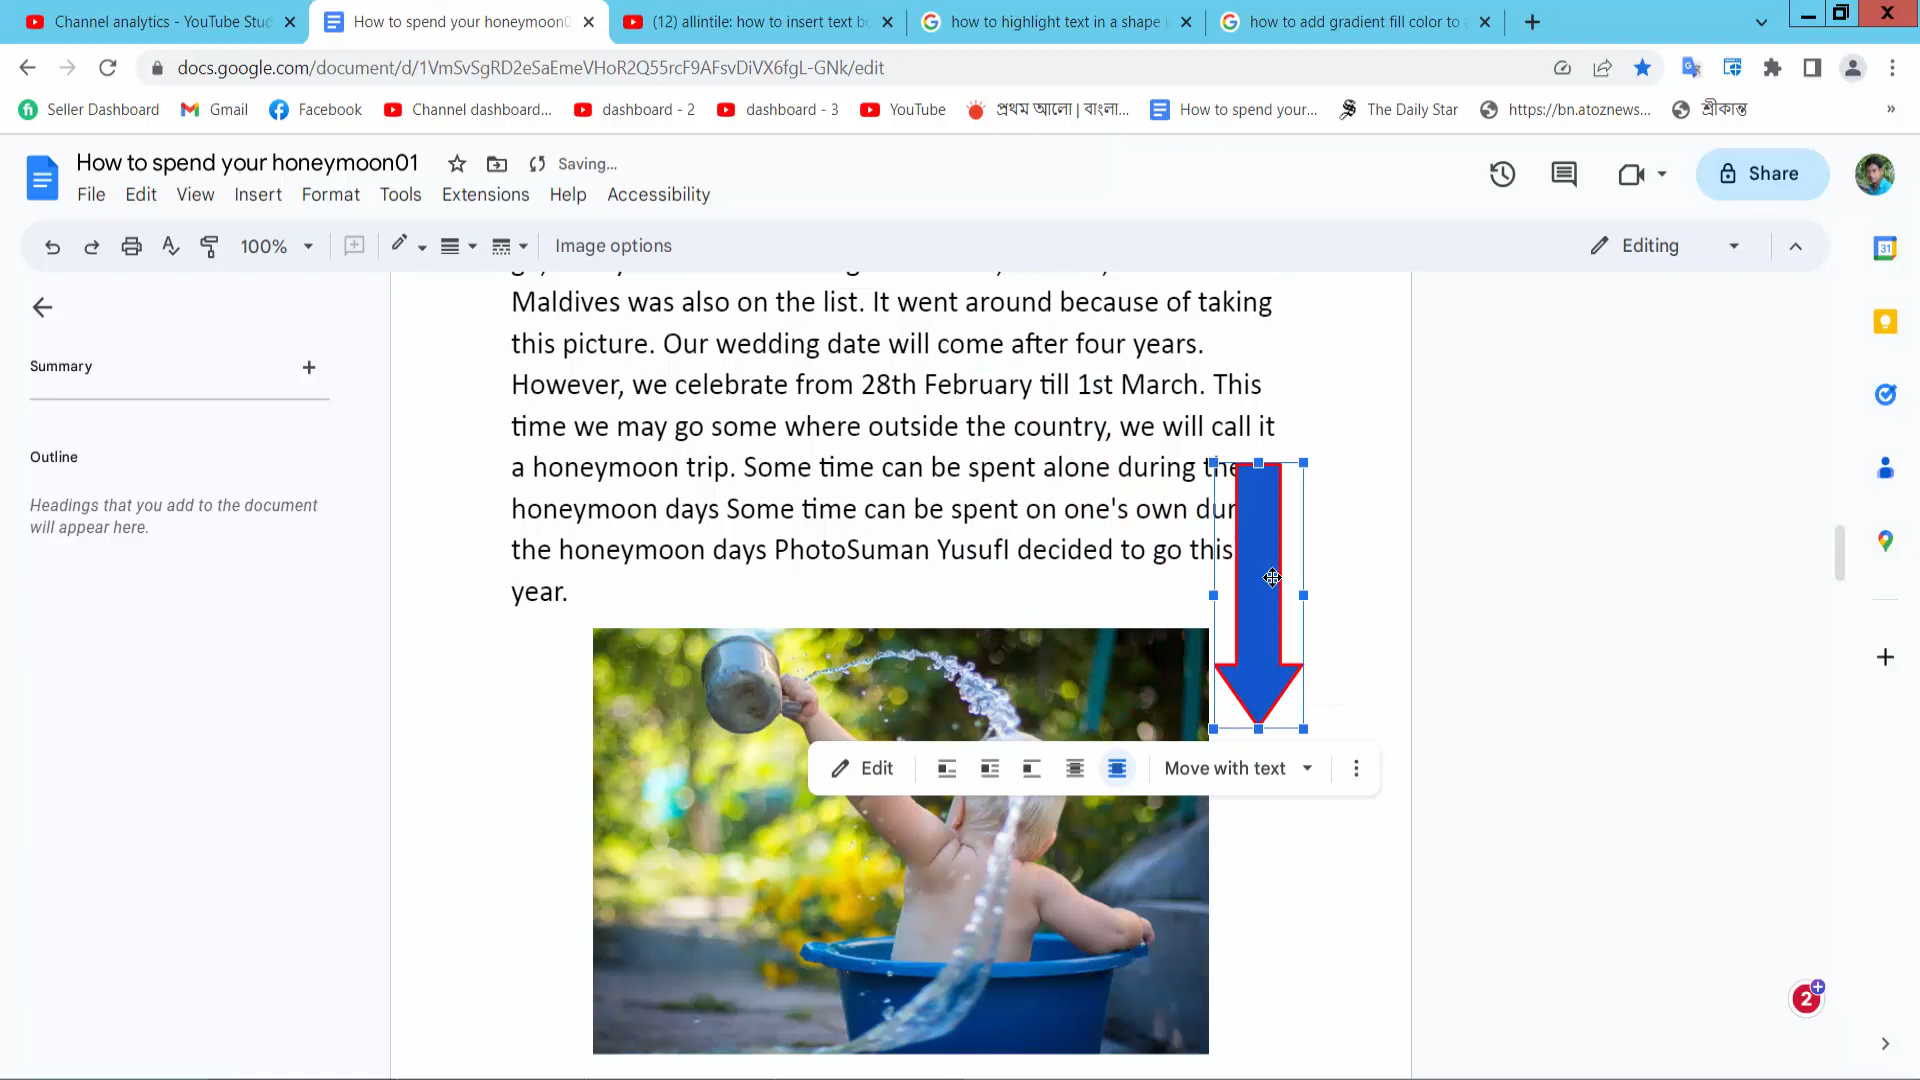 Channel analytics - YouTube Stud
How to spend your honeymoon0
(12) allintile: how to insert text be
how to highlight text in a shape i
how to add gradient fill color to
docs.google.com/document/d/1VmSvSgRD2eSaEmeVHoR2Q55rcF9AFsvDiVX6fgL-GNk/edit
Seller Dashboard
Gmail
Facebook
Channel dashboard...
dashboard - 2
dashboard - 3
YouTube
প্রথম আলো | বাংলা...
How to spend your...
The Daily Star
https://bn.atoznews...
শ্রীকান্ত
»
How to spend your honeymoon01
Saving...
File Edit View Insert Format Tools Extensions Help Accessibility
Share
100%
Image options
Editing
Summary
Outline
Headings that you add to the document
will appear here.
Maldives was also on the list. It went around because of taking
this picture. Our wedding date will come after four years.
However, we celebrate from 28th February till 1st March. This
time we may go some where outside the country, we will call it
a honeymoon trip. Some time can be spent alone during the
honeymoon days Some time can be spent on one's own dur
the honeymoon days PhotoSuman YusufI decided to go this
year.
Edit
Move with text
31
2